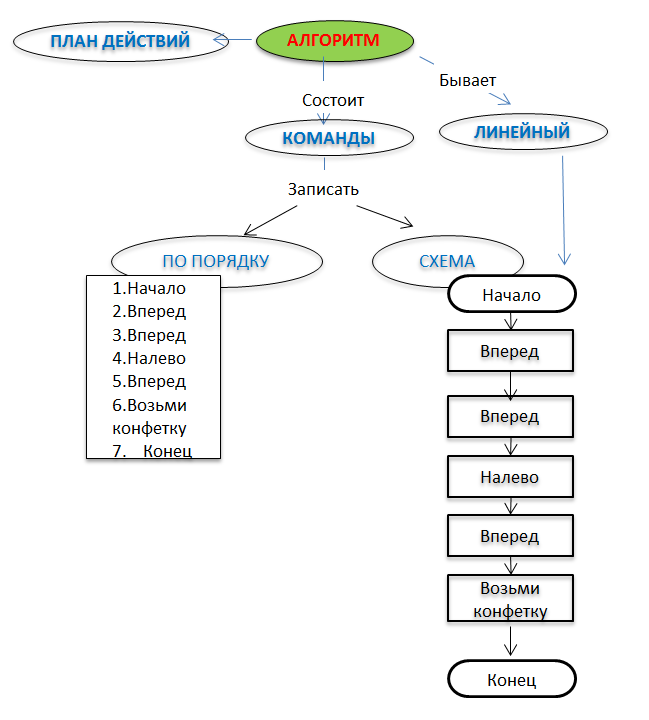 ПЛАН ДЕЙСТВИЙ
АЛГОРИТМ
Бывает
Состоит
КОМАНДЫ
ЛИНЕЙНЫЙ
Записать
ПО ПОРЯДКУ
СХЕМА
1.Начало
2.Вперед
3.Вперед
4.Налево
5.Вперед
6.Возьми
конфетку
7. Конец
Начало
Вперед
Вперед
Налево
Вперед
Возьми
конфетку
Конец